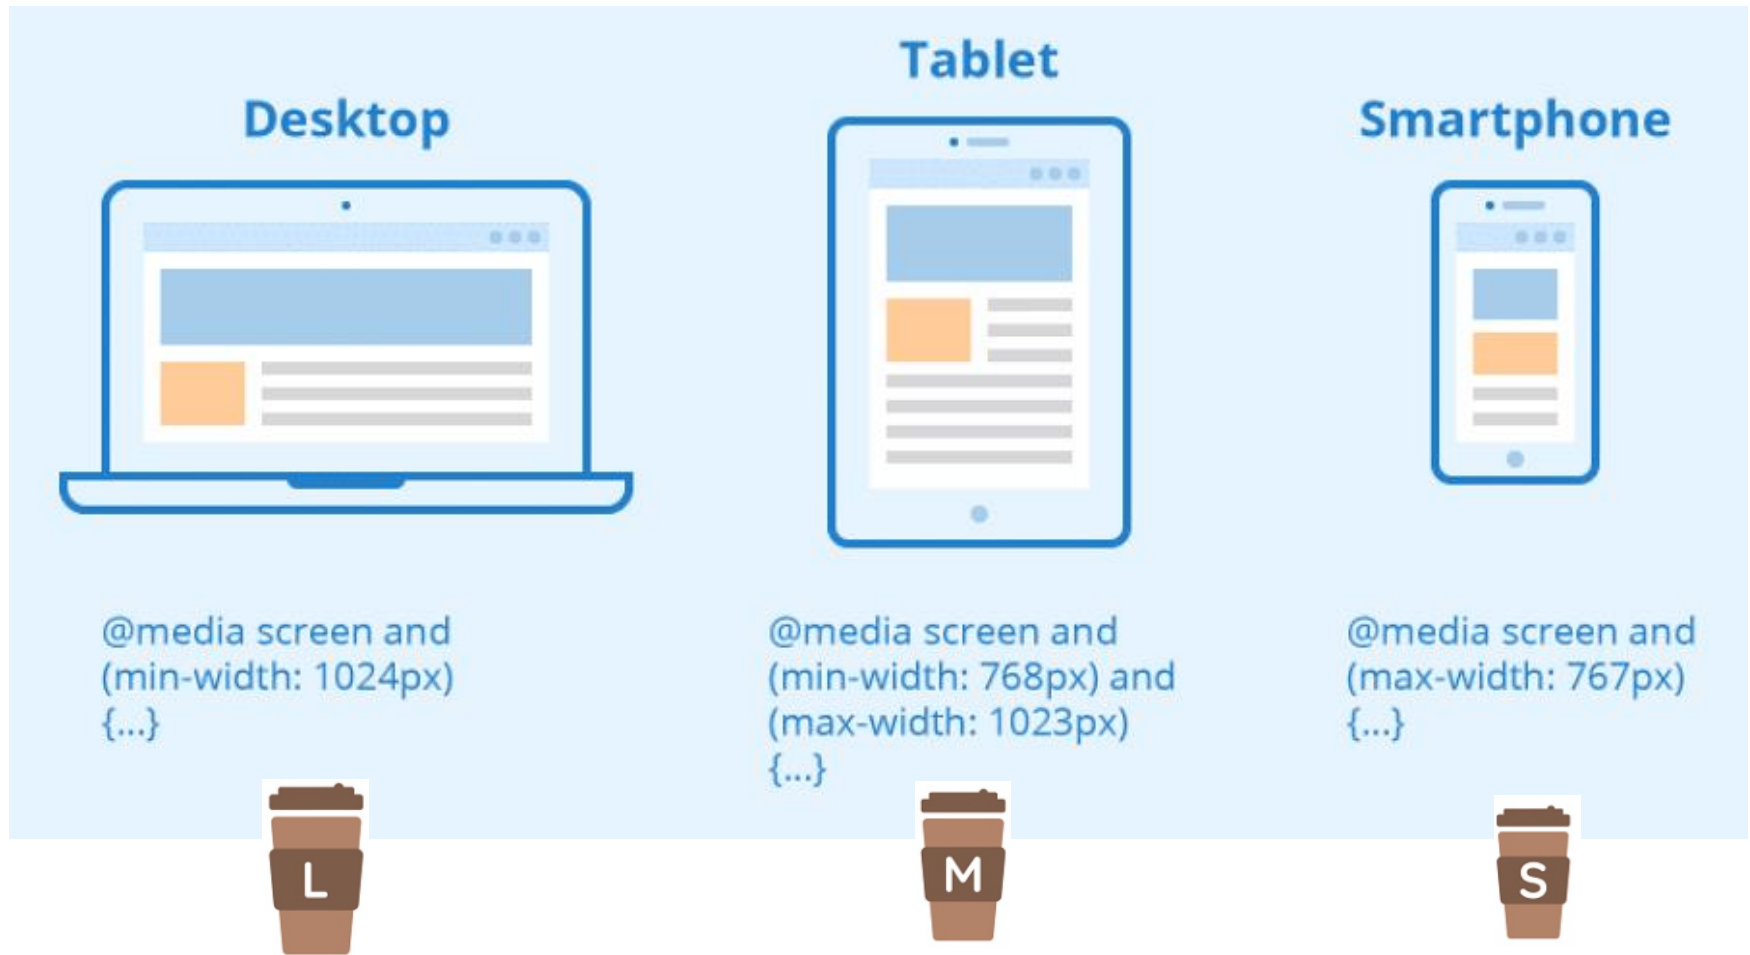 Desktop
@media screen and
(min-width: 1024px)
{...}
L
Tablet
@media screen and
(min-width: 768px) and
(max-width: 1023px)
{...}
M
Smartphone
@media screen and
(max-width: 767px)
{...}
S